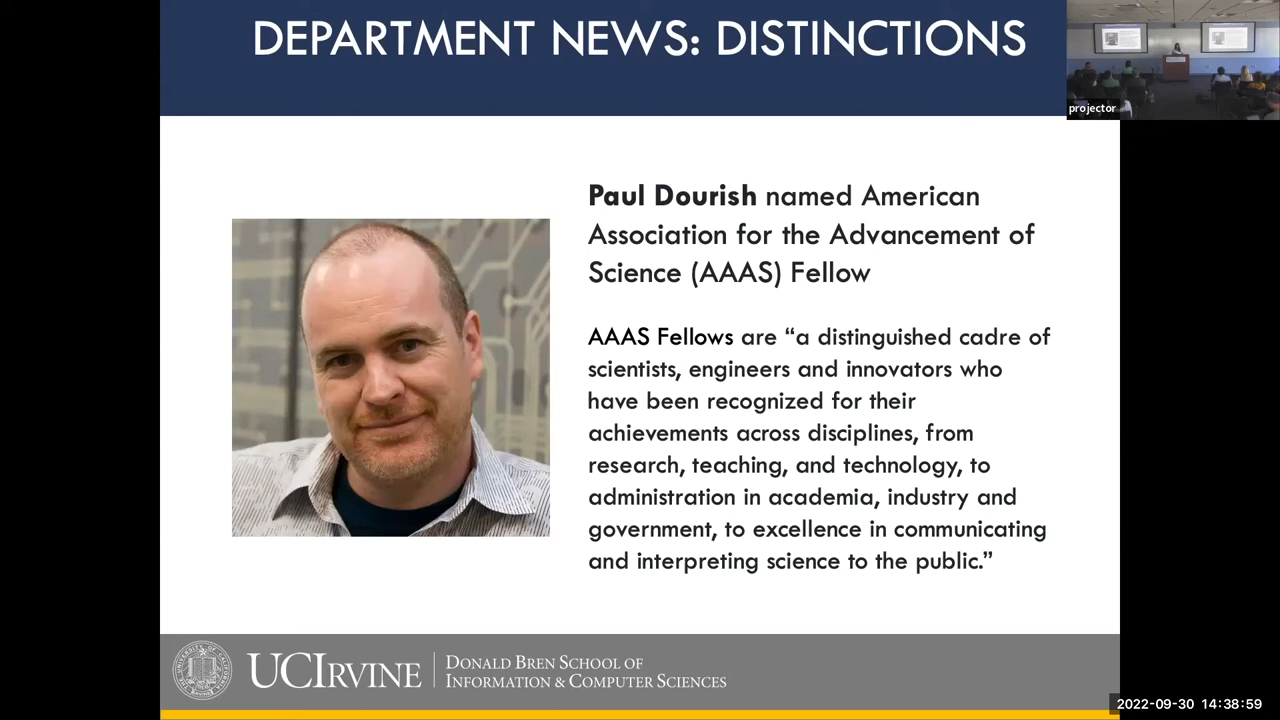 DEPARTMENT NEWS: DISTINCTIONS
projector
Paul Dourish named American
Association for the Advancement of
Science (AAAS) Fellow
AAAS Fellows are “a distinguished cadre of
scientists, engineers and innovators who
have been recognized for their
achievements across disciplines, from
research, teaching, and technology, to
administration in academia, industry and
government, to excellence in communicating
and interpreting science to the public.”
UCIRVINE
DONALD BREN SCHOOL OF
INFORMATION & COMPUTER SCIENCES
2022-09-30 14:38:59